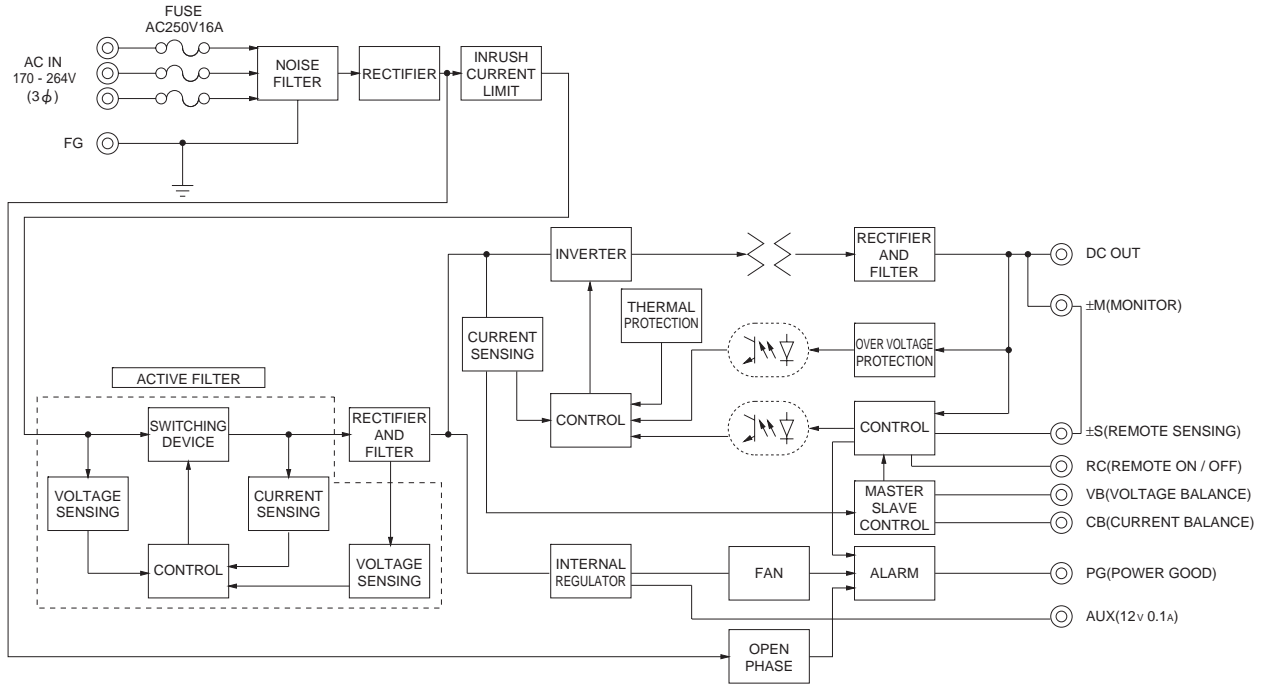 FUSE
AC250V16A
AC IN
170 - 264V
(3ϕ)
FG
NOISE
FILTER
RECTIFIER
INRUSH
CURRENT
LIMIT
INVERTER
RECTIFIER
AND
FILTER
DC OUT
±M(MONITOR)
THERMAL
PROTECTION
CURRENT
SENSING
OVER VOLTAGE
PROTECTION
ACTIVE FILTER
SWITCHING
DEVICE
RECTIFIER
AND
FILTER
CONTROL
CONTROL
±S(REMOTE SENSING)
RC(REMOTE ON / OFF)
VOLTAGE
SENSING
CURRENT
SENSING
MASTER
SLAVE
CONTROL
VB(VOLTAGE BALANCE)
CB(CURRENT BALANCE)
CONTROL
VOLTAGE
SENSING
INTERNAL
REGULATOR
FAN
ALARM
PG(POWER GOOD)
AUX(12V 0.1A)
OPEN
PHASE